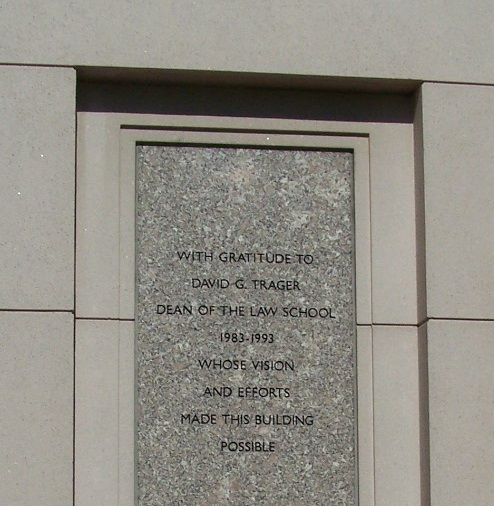 WITH GRATITUDE TO
DAVID G. TRAGER
DEAN OF THE LAW SCHOOL
1983-1993
WHOSE VISION
AND EFFORTS
MADE THIS BUILDING
POSSIBLE